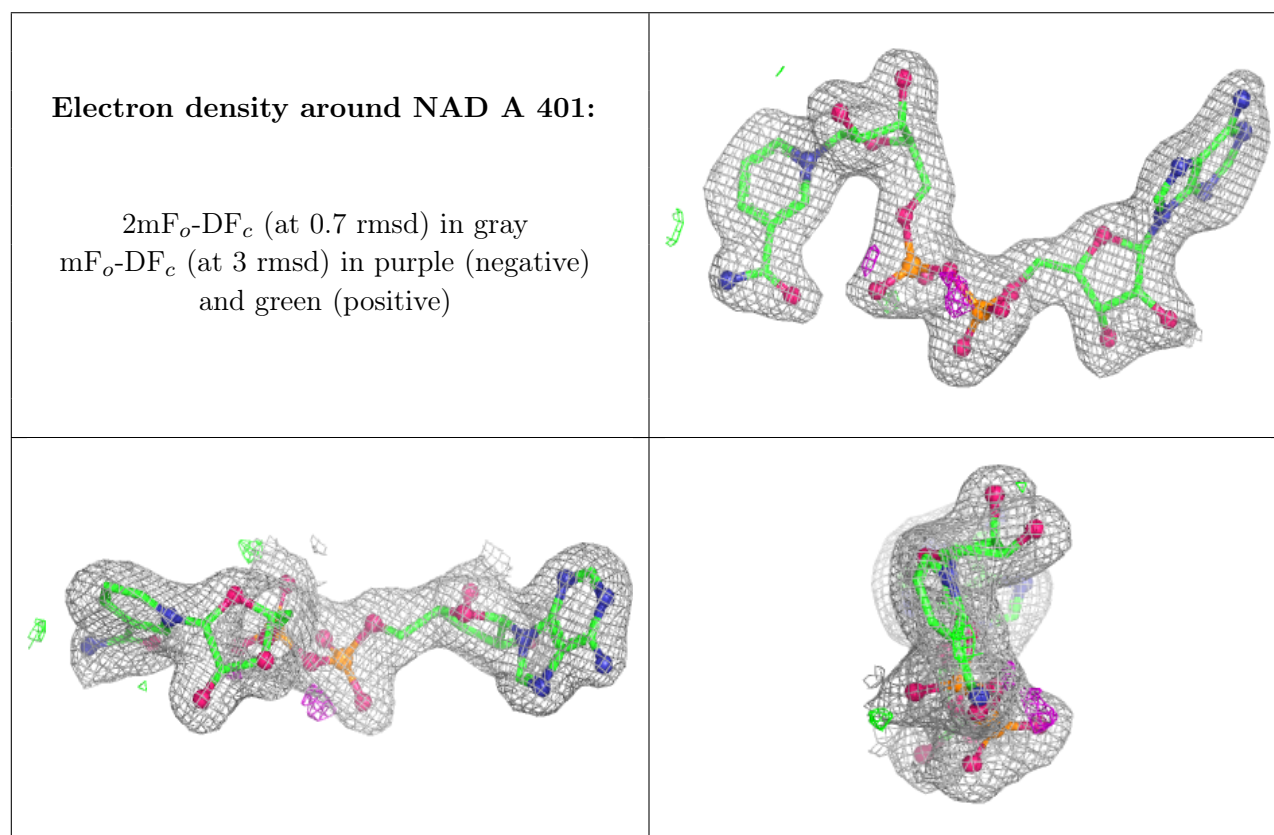 Electron density around NAD A 401:
2mFo-DFc (at 0.7 rmsd) in gray
mFo-DFc (at 3 rmsd) in purple (negative)
and green (positive)